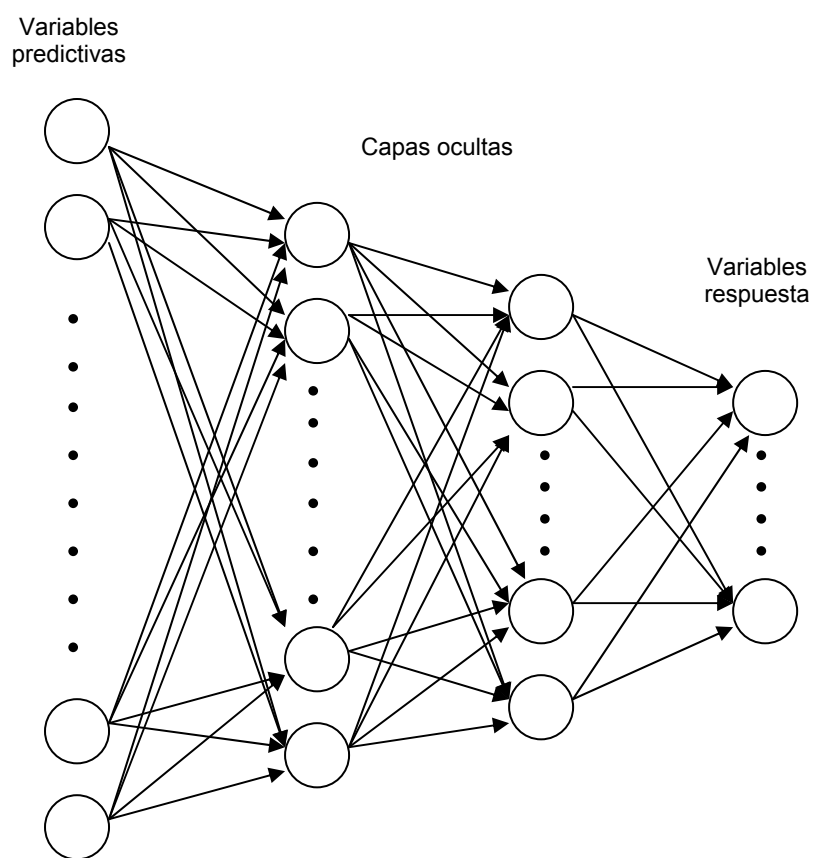 Variables
predictivas
Capas ocultas
Variables
respuesta